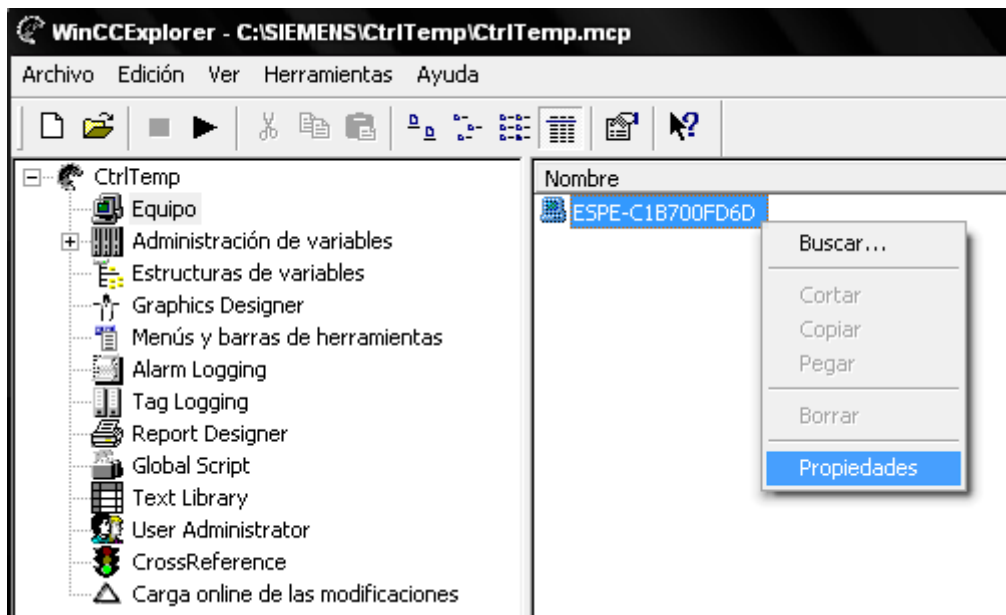 WinCCExplorer - C:\SIEMENS\CtrlTemp\CtrlTemp.mcp
Archivo Edición Ver Herramientas Ayuda
CtrlTemp
Equipo
Administración de variables
Estructuras de variables
Graphics Designer
Menús y barras de herramientas
Alarm Logging
Tag Logging
Report Designer
Global Script
Text Library
User Administrator
CrossReference
Carga online de las modificaciones
Nombre
ESPE-C1B700FD6D
Buscar...
Cortar
Copiar
Pegar
Borrar
Propiedades